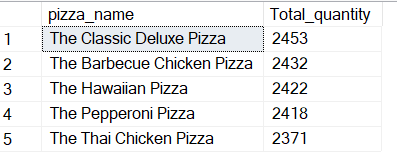 pizza_name Total_quantity
1 The Classic Deluxe Pizza 2453
2 The Barbecue Chicken Pizza 2432
3 The Hawaiian Pizza 2422
4 The Pepperoni Pizza 2418
5 The Thai Chicken Pizza 2371